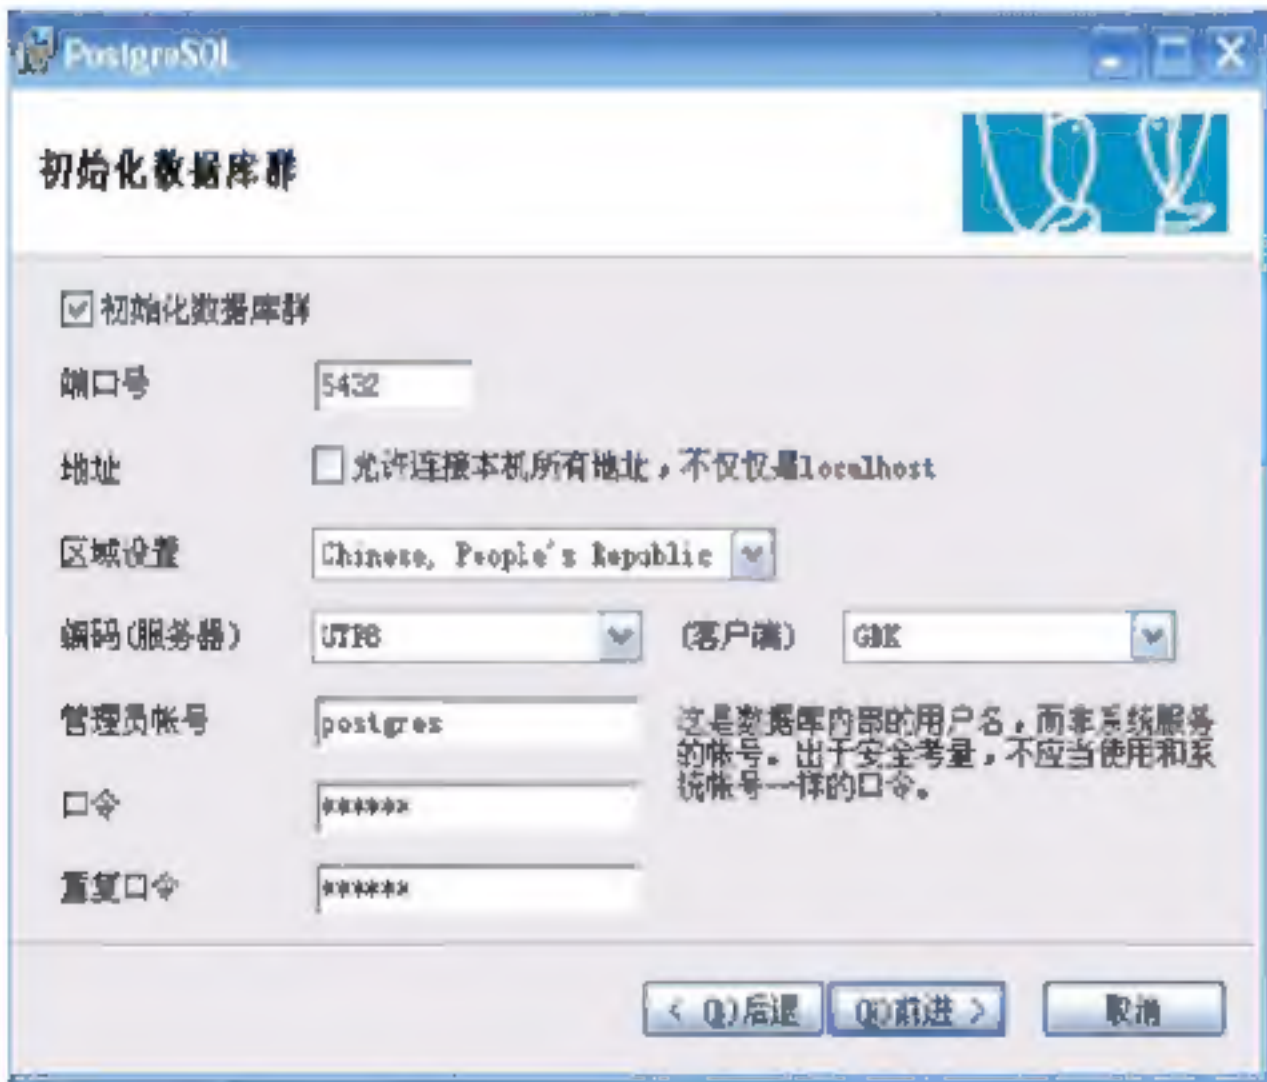 PostgreSQL
初始化数据库群
初始化数据库群
端口号 5432
地址 允许连接本机所有地址，不仅仅是localhost
区域设置 Chinese, People's Republic
编码(服务器) UTF8 (客户端) GBK
管理员帐号 postgres
这是数据库内部的用户名，而非系统服务
的帐号。出于安全考量，不应当使用和系
统帐号一样的口令。
口令 ******
重复口令 ******
< 后退 前进 > 取消